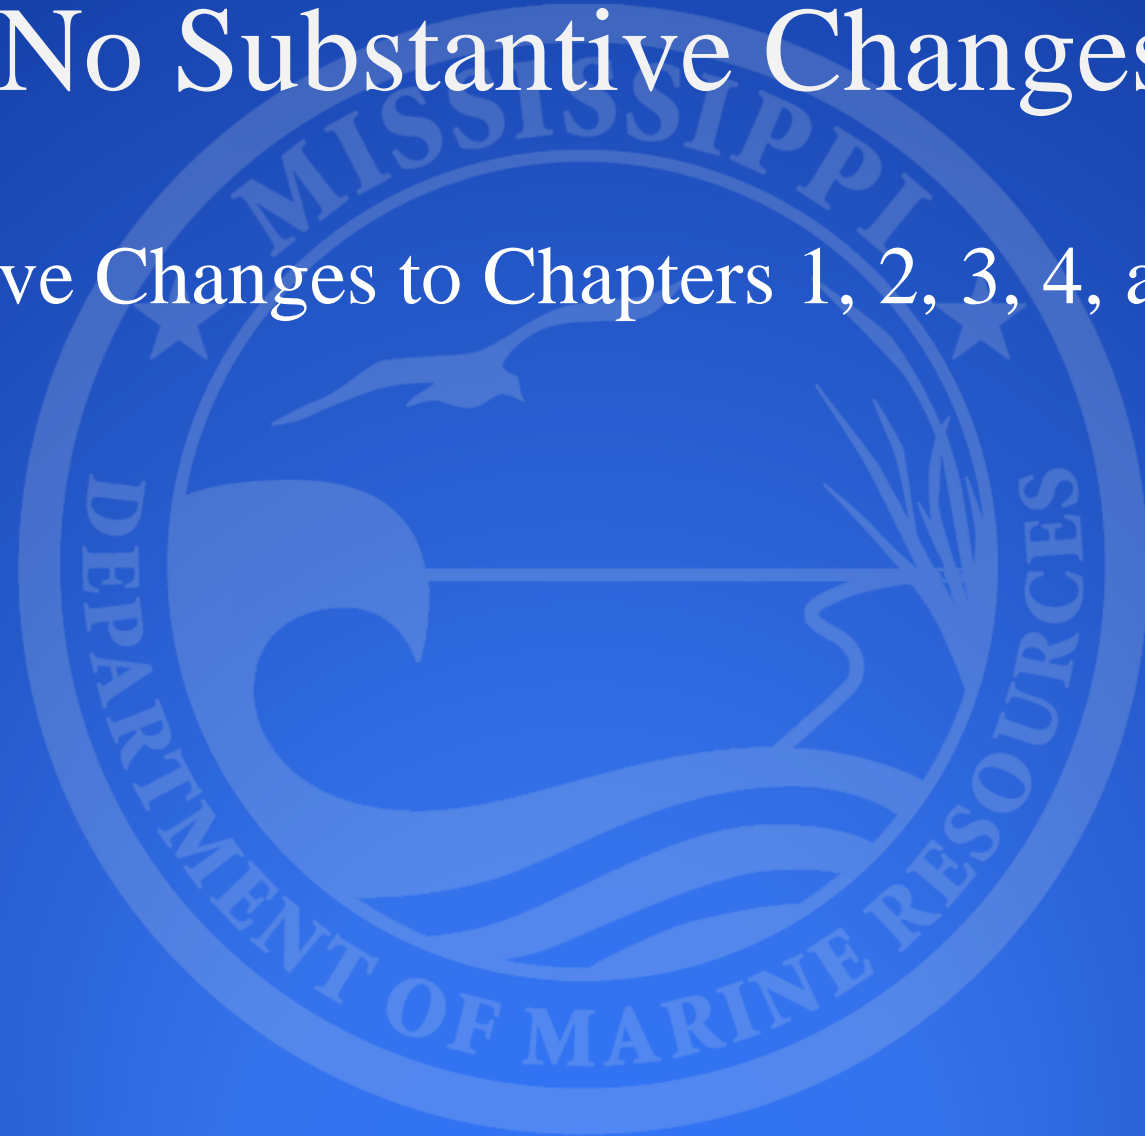 No Substantive Changes
ve Changes to Chapters 1, 2, 3, 4, a
MISSISSIPPI
DEPARTMENT OF MARINE RESOURCES